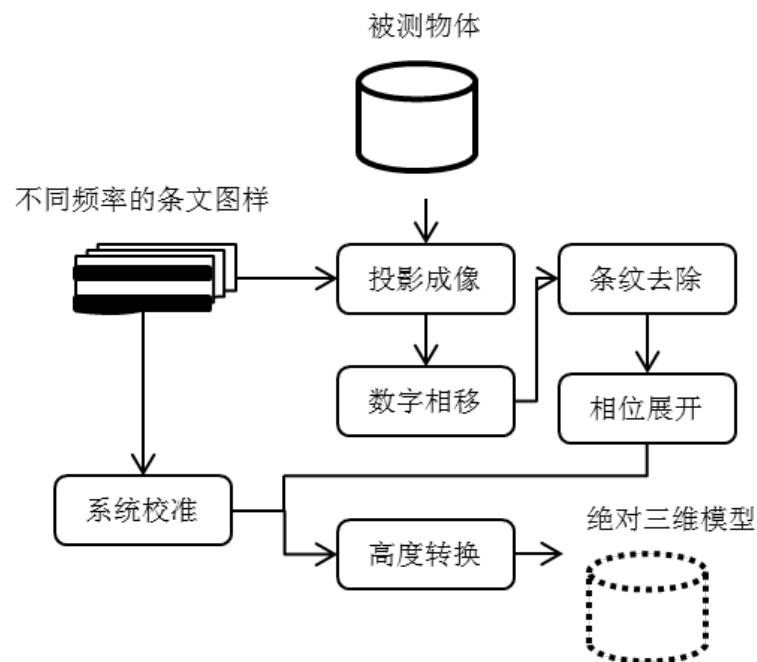 被测物体
不同频率的条文图样
投影成像
条纹去除
数字相移
相位展开
系统校准
绝对三维模型
高度转换